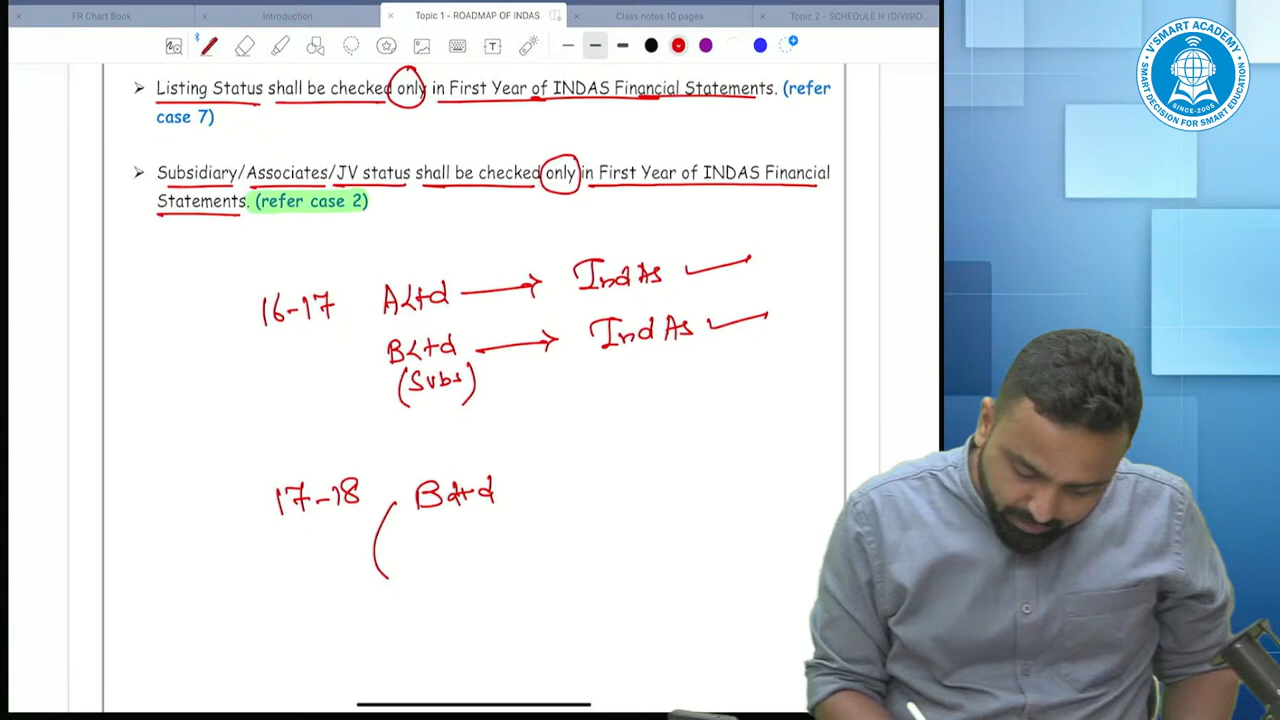 FR Chart Book
Introduction
Topic 1 - ROADMAP OF INDAS
Class notes 10 pages
Topic 2 - SCHEDULE III (DIVISIO...
➢ Listing Status shall be checked only in First Year of INDAS Financial Statements. (refer
case 7)
➢ Subsidiary/Associates/JV status shall be checked only in First Year of INDAS Financial
Statements. (refer case 2)
16-17 A Ltd → Ind As
B Ltd → Ind As
(Subs)
17-18 ( B Ltd
V'SMART ACADEMY
SINCE-2005
SMART DECISION FOR SMART EDUCATION